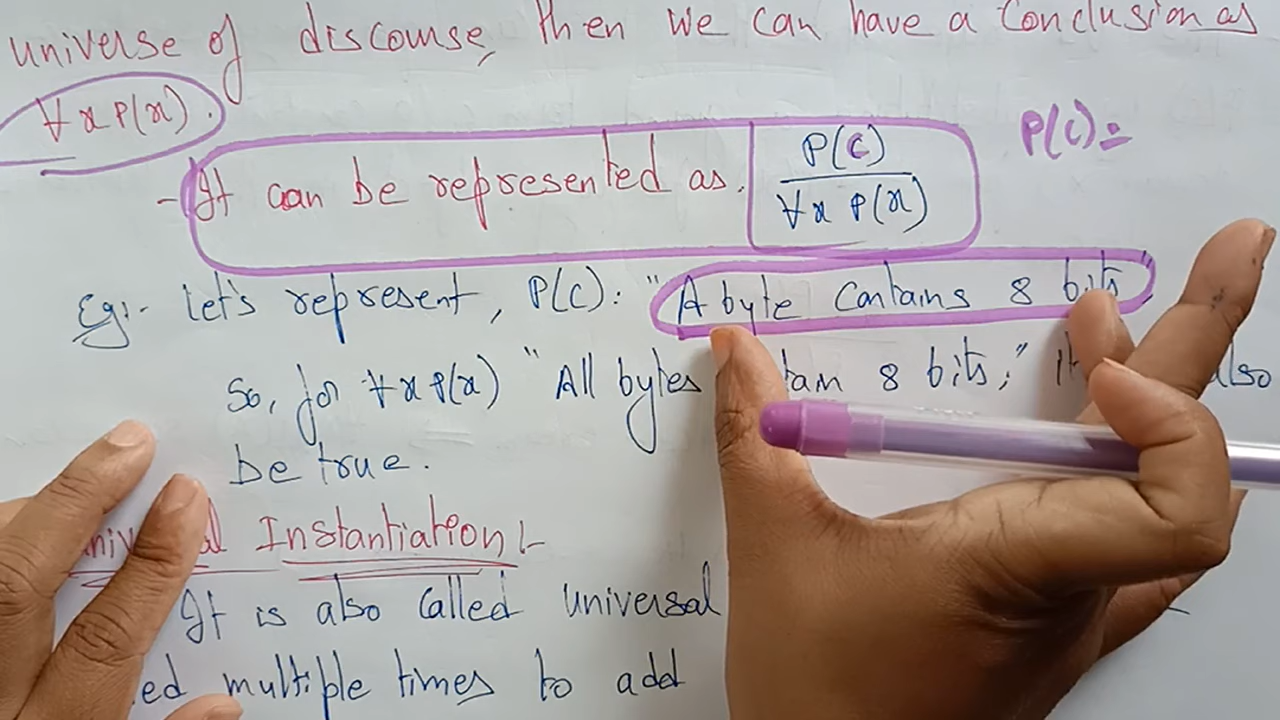 universe of discourse, then we can have a conclusion as
∀x P(x).
P(C)=
- It can be represented as. P(C)
∀x P(x)
Eg:- Let's represent, P(C): "A byte contains 8 bits"
So, for ∀x P(x) "All bytes 8 bits,"
be true.
Instantiation:-
It is also called universal
multiple times to add